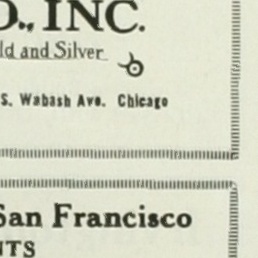 O., INC.
ld and Silver
S. Wabash Ave. Chicago
San Francisco
NTS